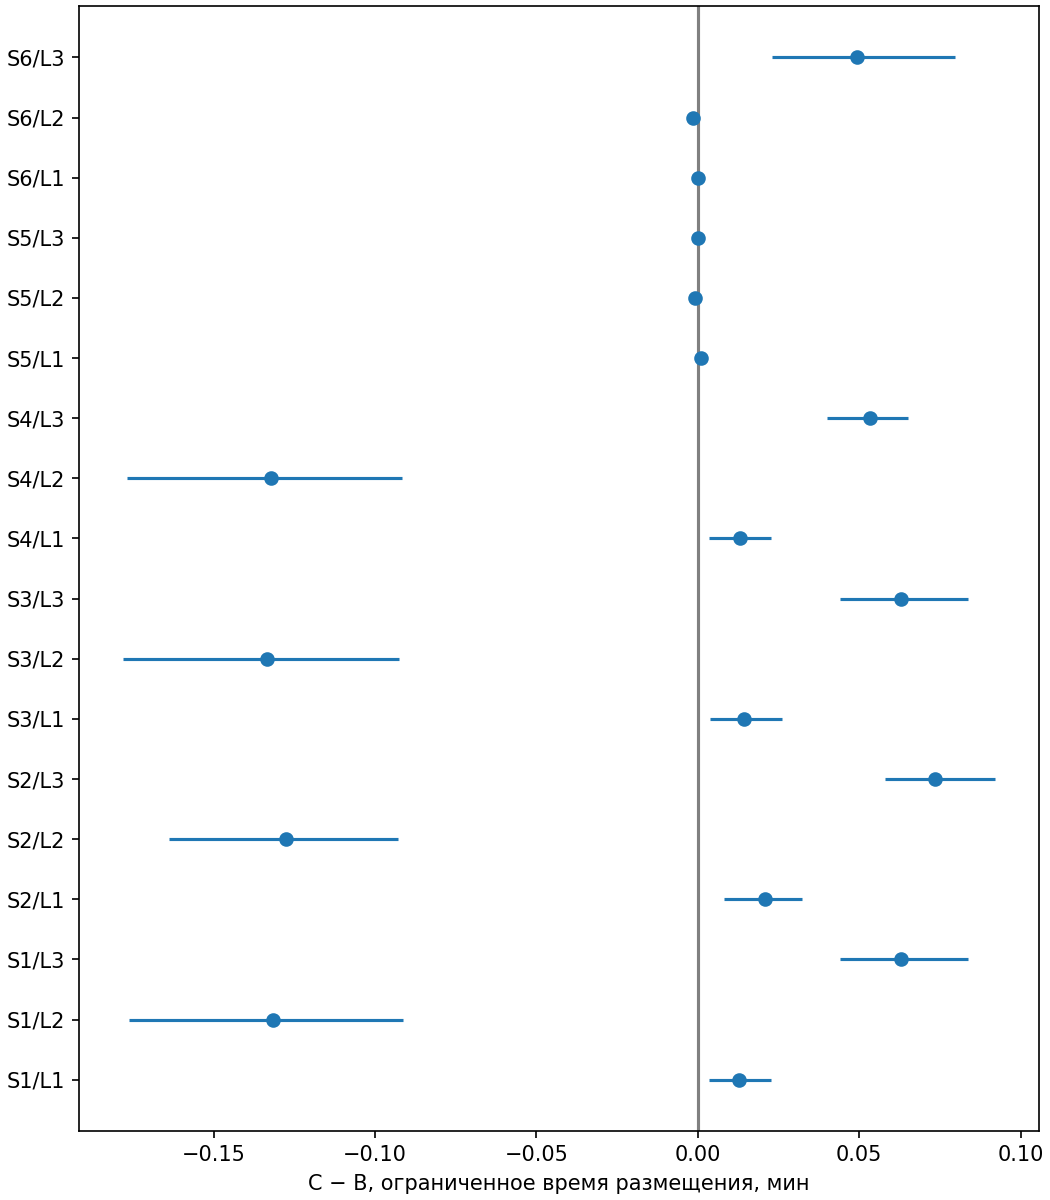 S6/L3
S6/L2
S6/L1
S5/L3
S5/L2
S5/L1
S4/L3
S4/L2
S4/L1
S3/L3
S3/L2
S3/L1
S2/L3
S2/L2
S2/L1
S1/L3
S1/L2
S1/L1
−0.15 −0.10 −0.05 0.00 0.05 0.10
C − B, ограниченное время размещения, мин